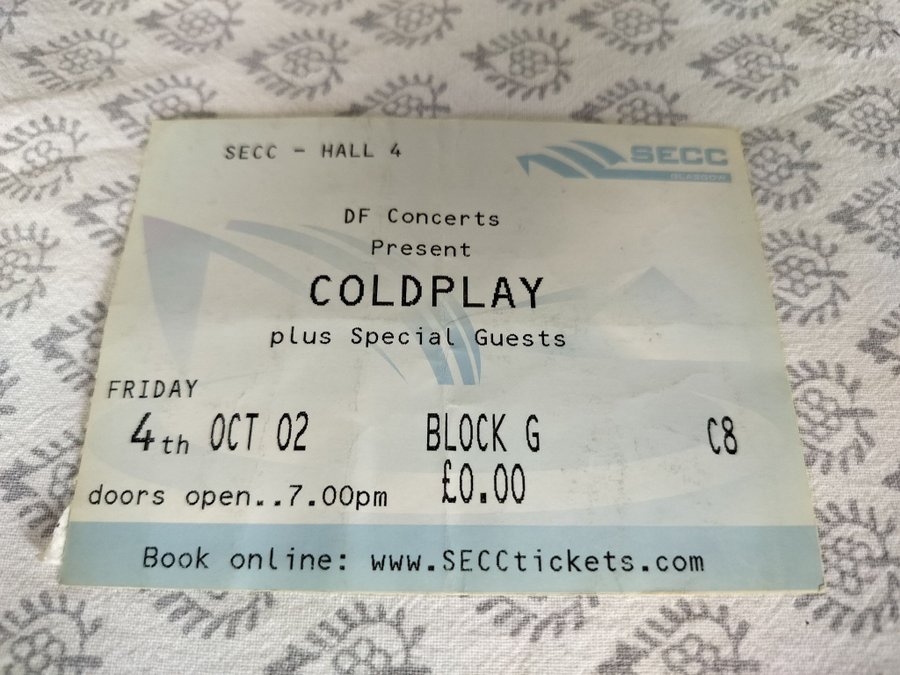 SECC - HALL 4
SECC
GLASGOW
DF Concerts
Present
COLDPLAY
plus Special Guests
FRIDAY
4th OCT 02 BLOCK G C8
£0.00
doors open..7.00pm
Book online: www.SECCtickets.com